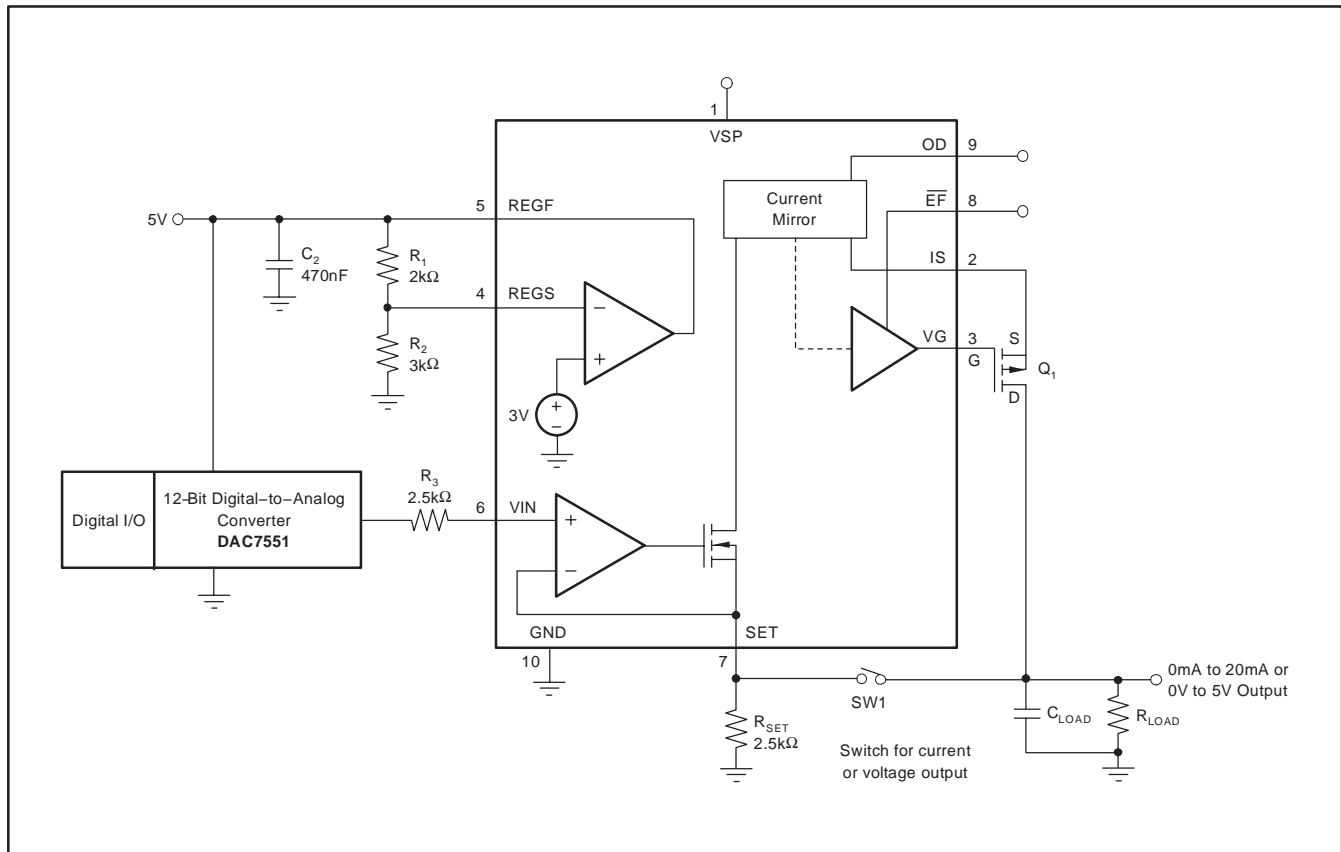 1
VSP
OD 9
Current
Mirror
EF 8
5V
5 REGF
C2
470nF
R1
2kΩ
IS 2
4 REGS
−
+
R2
3kΩ
VG 3
G
S
Q1
D
3V
+
−
Digital I/O
12−Bit Digital−to−Analog
Converter
DAC7551
R3
2.5kΩ
6 VIN
+
−
GND
SET
10
7
SW1
0mA to 20mA or
0V to 5V Output
RSET
2.5kΩ
CLOAD
RLOAD
Switch for current
or voltage output